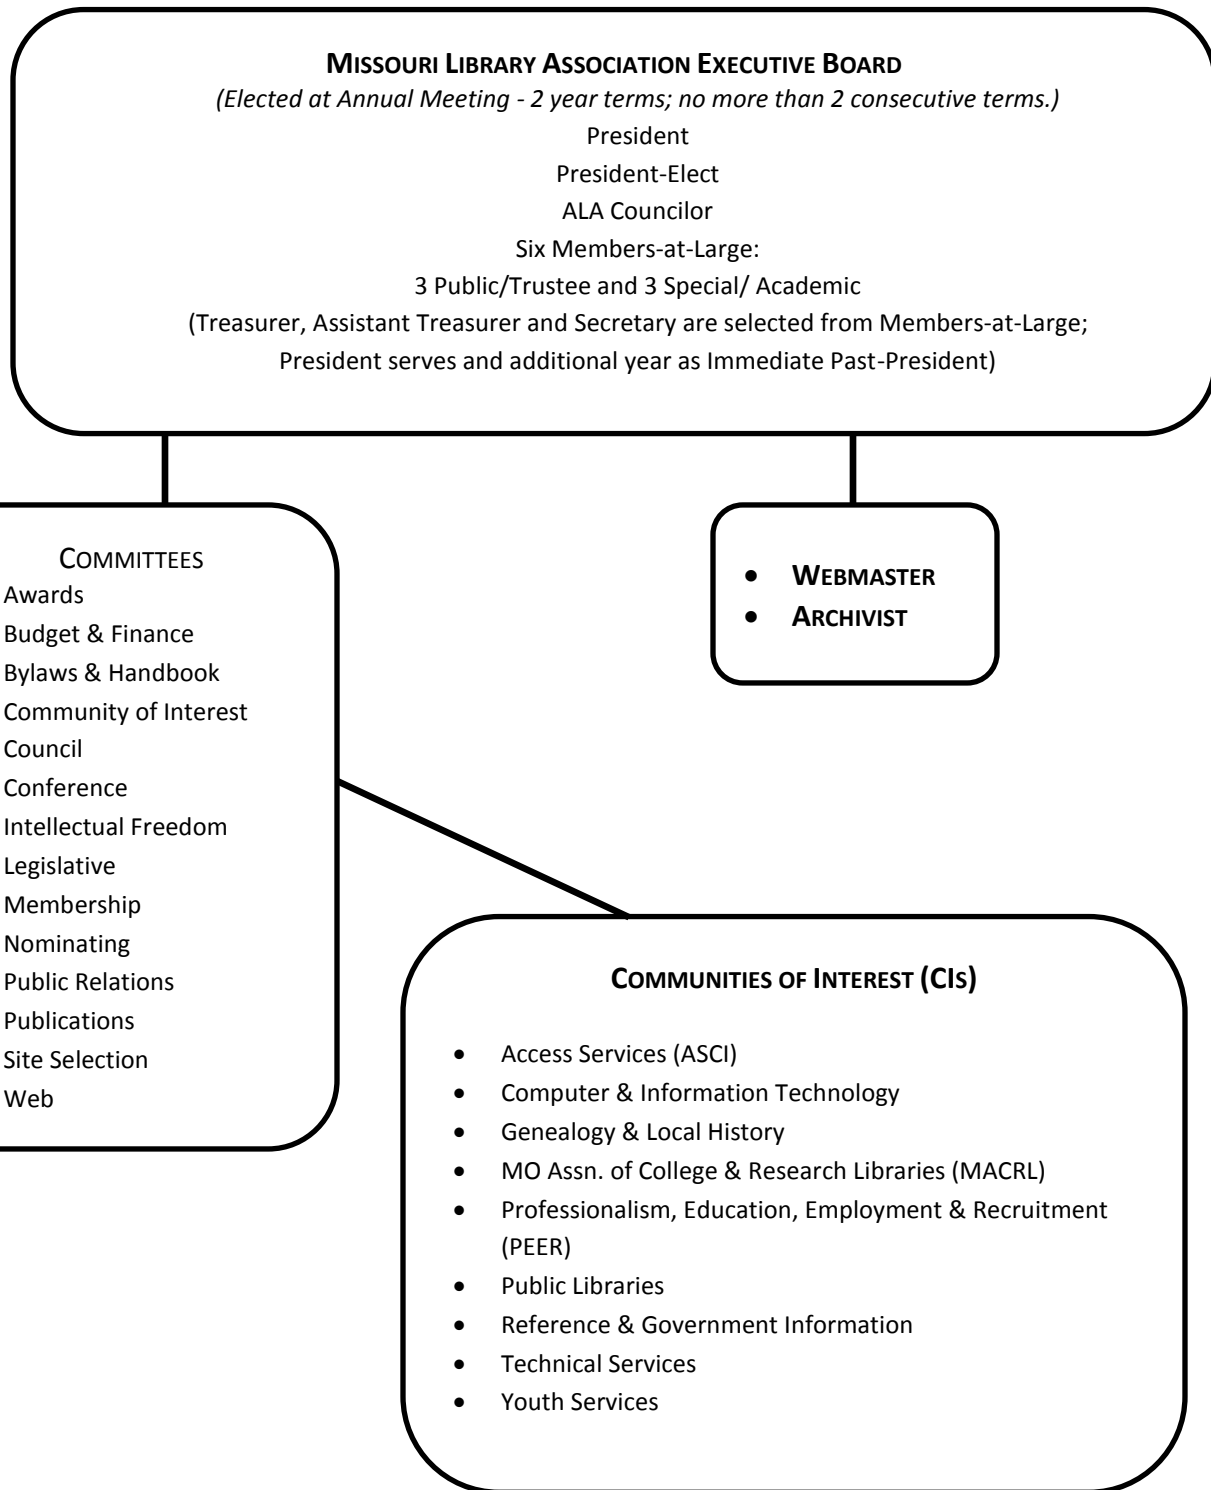 MISSOURI LIBRARY ASSOCIATION EXECUTIVE BOARD
(Elected at Annual Meeting - 2 year terms; no more than 2 consecutive terms.)
President
President-Elect
ALA Councilor
Six Members-at-Large:
3 Public/Trustee and 3 Special/ Academic
(Treasurer, Assistant Treasurer and Secretary are selected from Members-at-Large;
President serves and additional year as Immediate Past-President)
COMMITTEES
Awards
Budget & Finance
Bylaws & Handbook
Community of Interest
Council
Conference
Intellectual Freedom
Legislative
Membership
Nominating
Public Relations
Publications
Site Selection
Web
• WEBMASTER
• ARCHIVIST
COMMUNITIES OF INTEREST (CIS)
• Access Services (ASCI)
• Computer & Information Technology
• Genealogy & Local History
• MO Assn. of College & Research Libraries (MACRL)
• Professionalism, Education, Employment & Recruitment
(PEER)
• Public Libraries
• Reference & Government Information
• Technical Services
• Youth Services